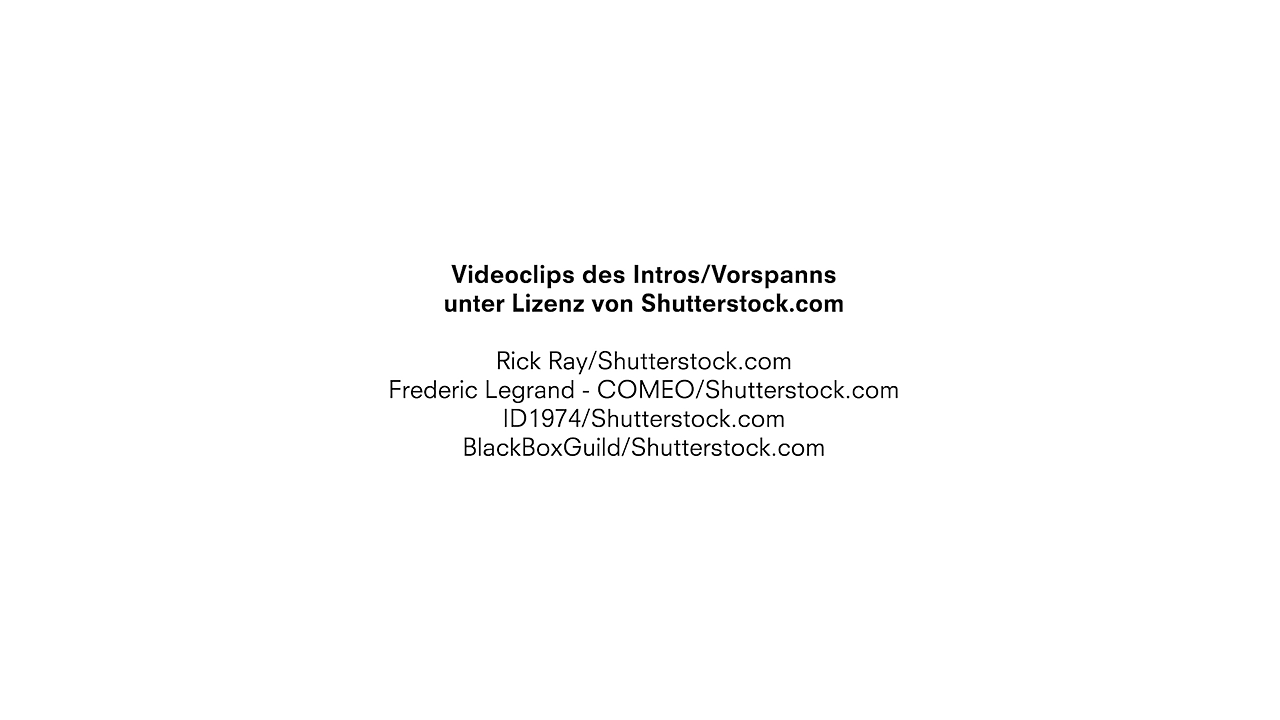 Videoclips des Intros/Vorspanns
unter Lizenz von Shutterstock.com
Rick Ray/Shutterstock.com
Frederic Legrand - COMEO/Shutterstock.com
ID1974/Shutterstock.com
BlackBoxGuild/Shutterstock.com